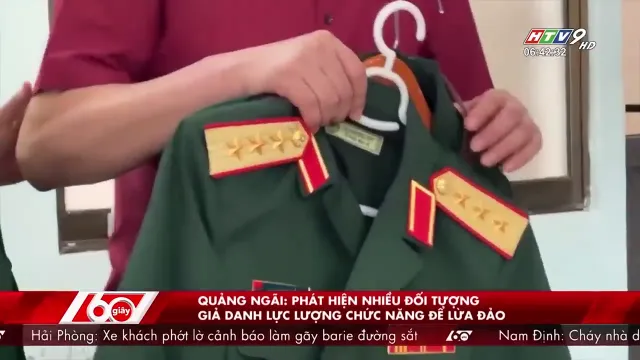 HTV9 HD
06:42:32
60 giây
QUẢNG NGÃI: PHÁT HIỆN NHIỀU ĐỐI TƯỢNG
GIẢ DANH LỰC LƯỢNG CHỨC NĂNG ĐỂ LỪA ĐẢO
Hải Phòng: Xe khách phớt lờ cảnh báo làm gãy barie đường sắt
Nam Định: Cháy nhà d